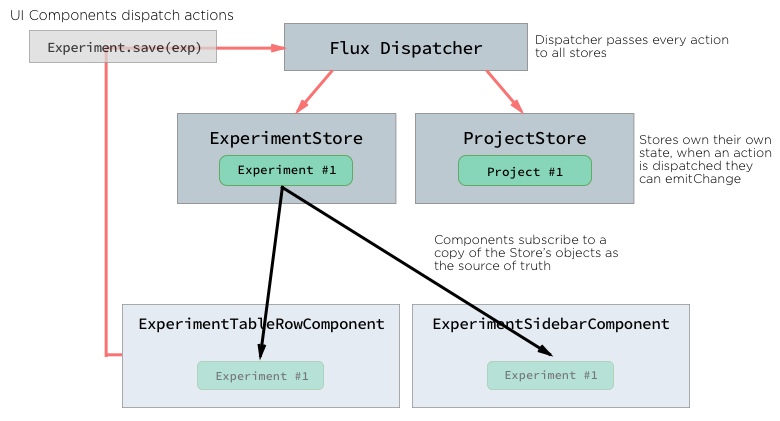 UI Components dispatch actions
Experiment.save(exp)
Flux Dispatcher
Dispatcher passes every action
to all stores
ExperimentStore
Experiment #1
ProjectStore
Project #1
Stores own their own
state, when an action
is dispatched they
can emitChange
Components subscribe to a
copy of the Store's objects as
the source of truth
ExperimentTableRowComponent
Experiment #1
ExperimentSidebarComponent
Experiment #1